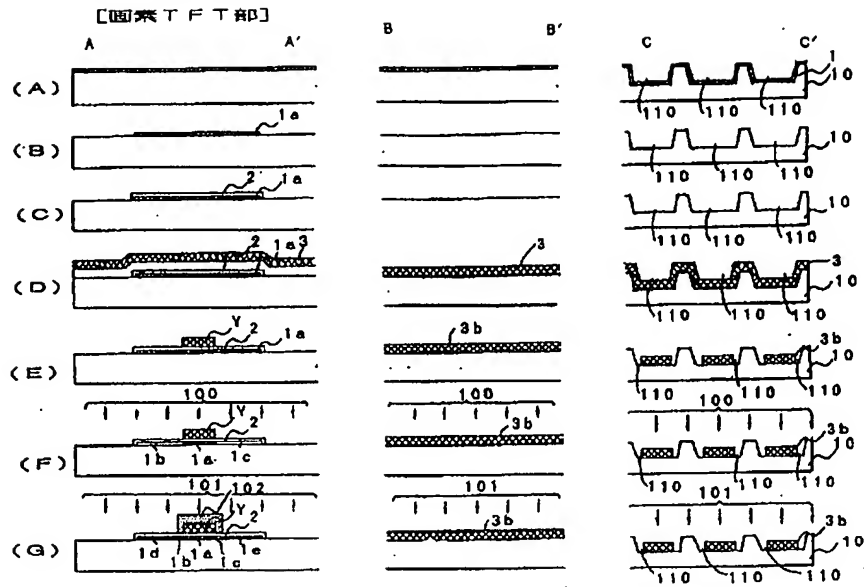 [画素TFT部]
A A' B B' C C'
(A) 1 10 110 110 110
(B) 1a 10 110 110 110
(C) 2 1a 10 110 110 110
(D) 2 1a 3 3 3 10 110 110 110
(E) Y 2 1a 3b 3b 10 110 110 110
100 100 100
(F) Y 2 1b 1a 1c 3b 3b 10 110 110 110
101 102 101 101
(G) Y 2 1d 1b 1a 1c 1e 3b 3b 10 110 110 110